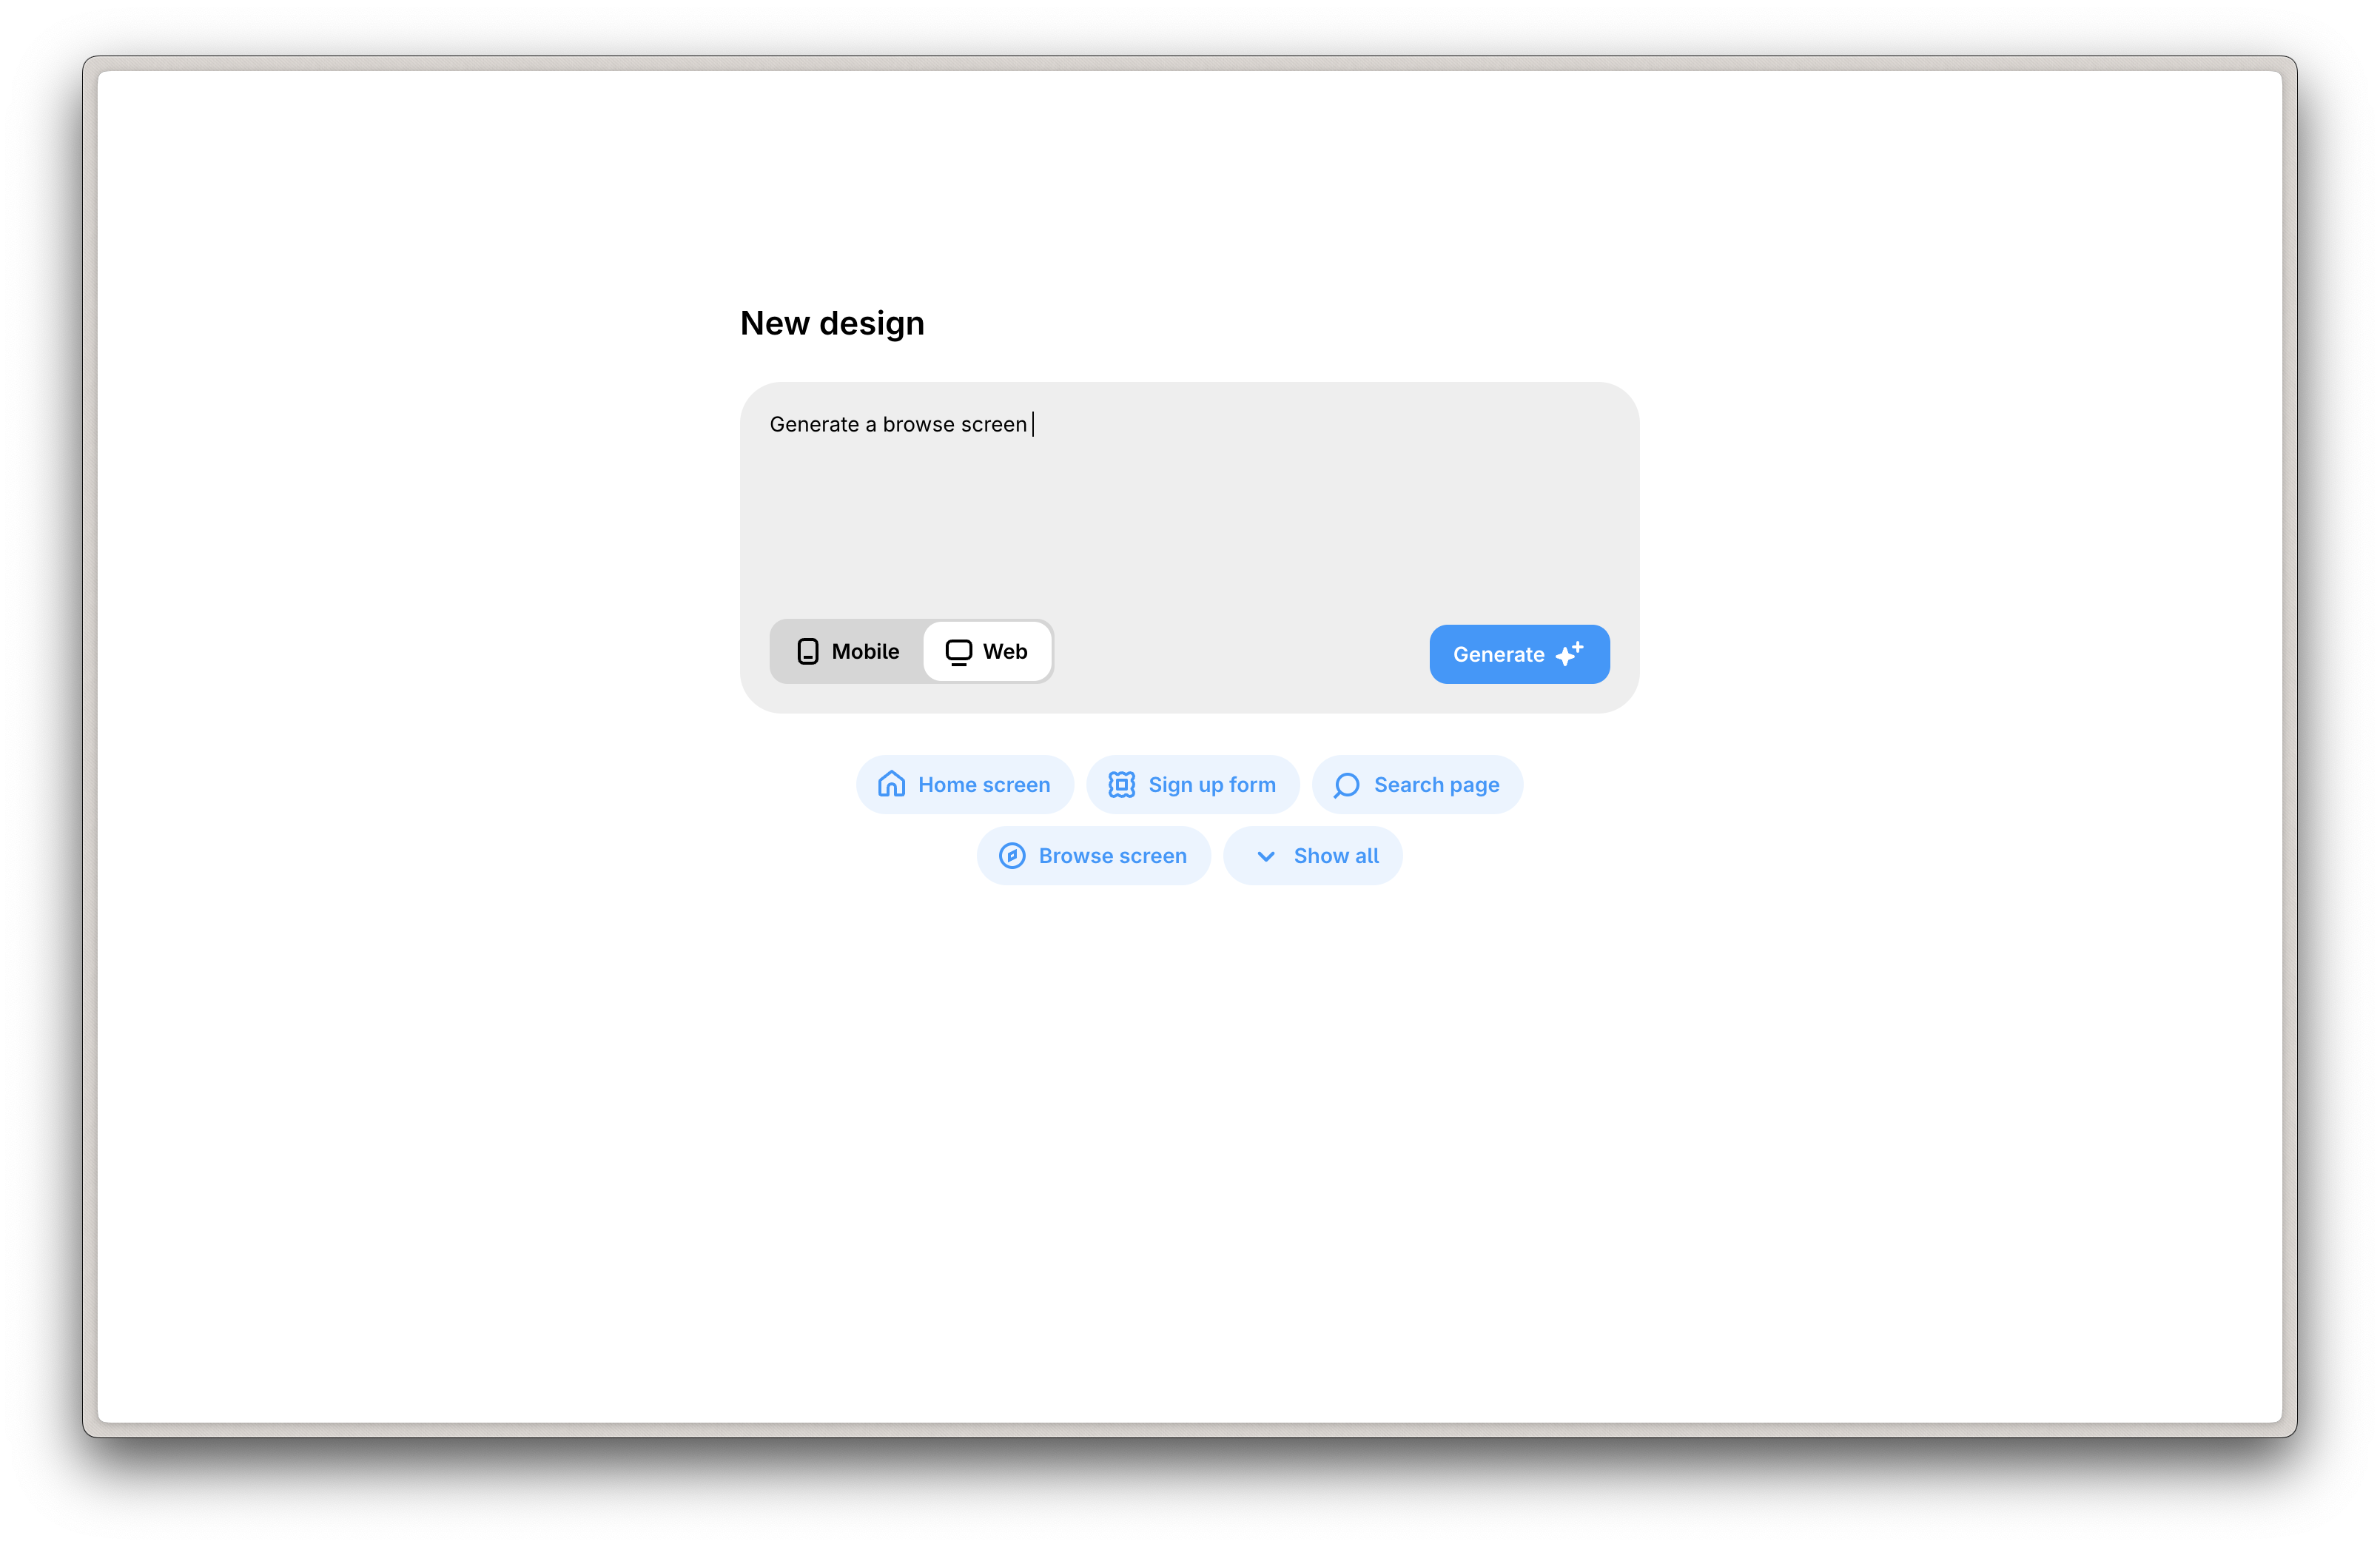 New design
Generate a browse screen
Mobile Web Generate
Home screen Sign up form Search page
Browse screen Show all